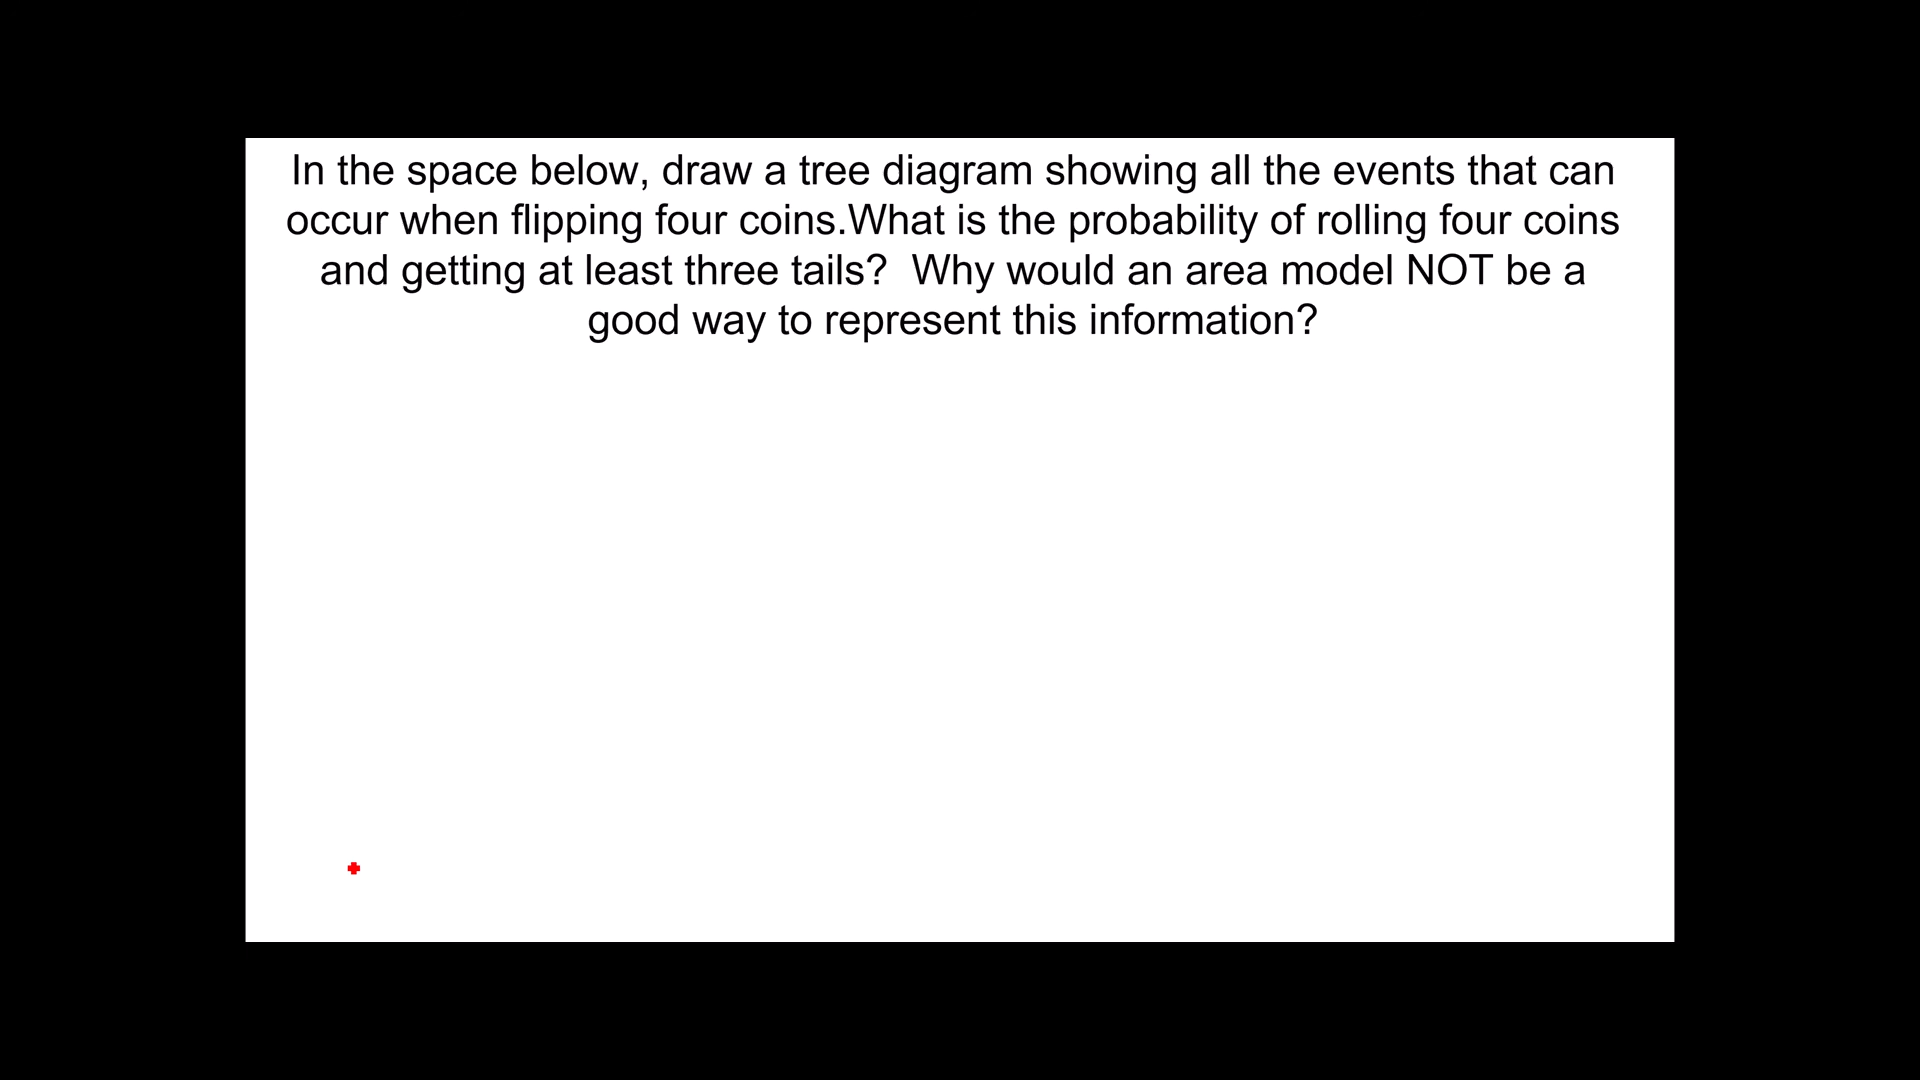 In the space below, draw a tree diagram showing all the events that can
occur when flipping four coins.What is the probability of rolling four coins
and getting at least three tails?  Why would an area model NOT be a
good way to represent this information?